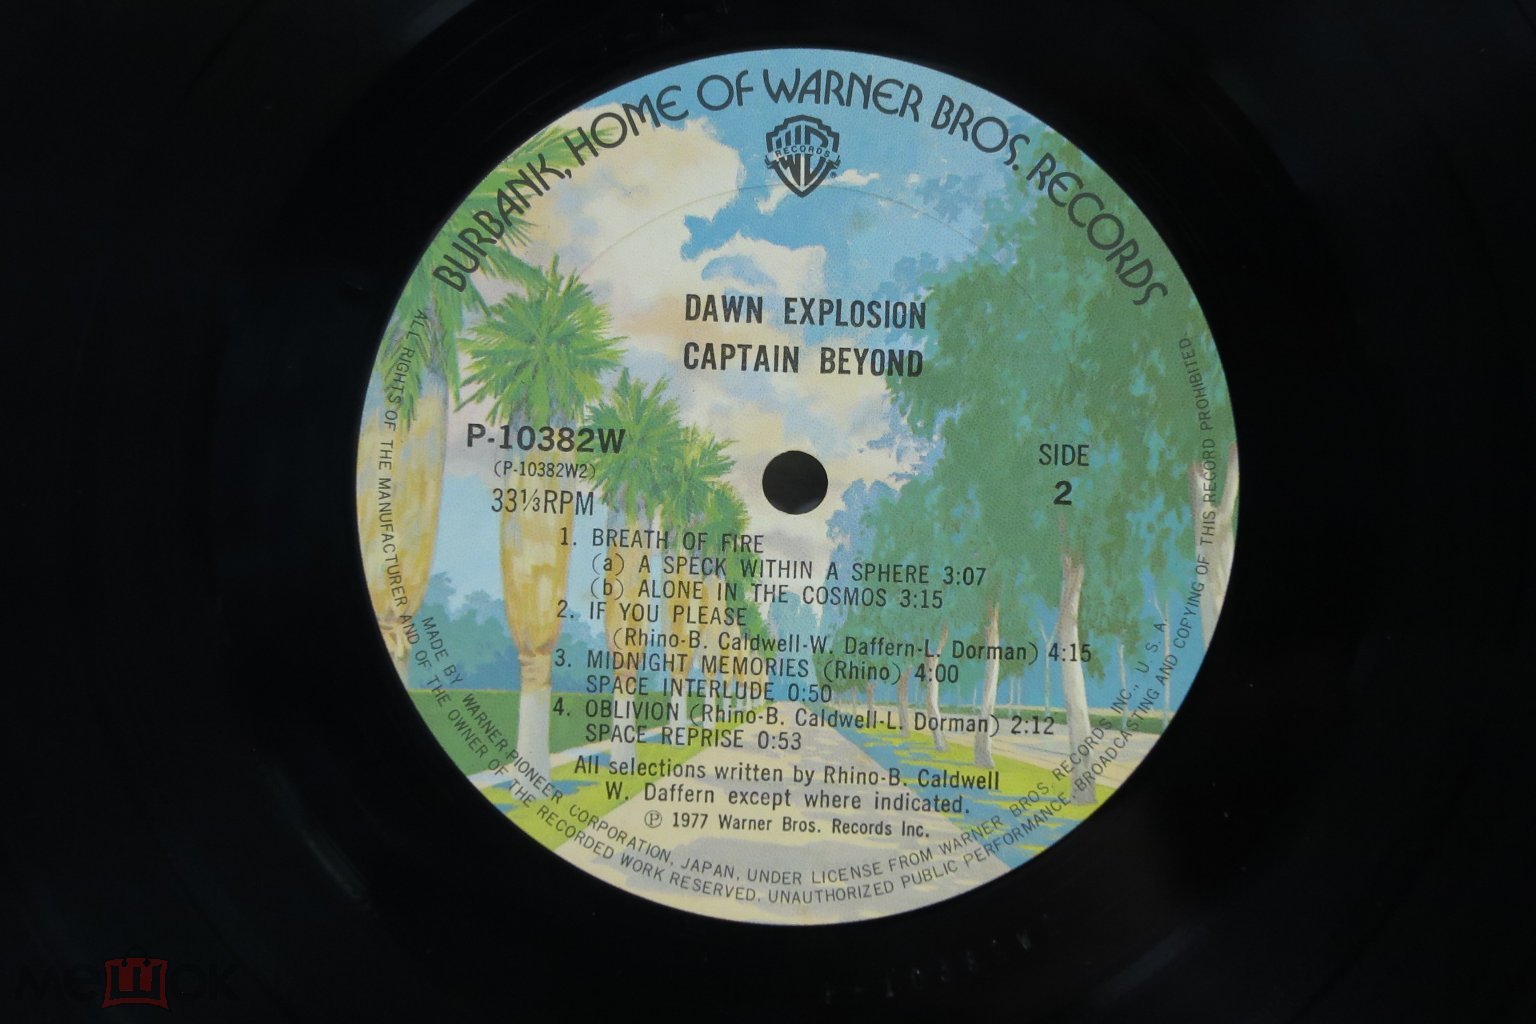 BURBANK, HOME OF WARNER BROS. RECORDS
RECORDS
DAWN EXPLOSION
CAPTAIN BEYOND
P-10382W
(P-10382W2)
33⅓RPM
SIDE
2
1. BREATH OF FIRE
(a) A SPECK WITHIN A SPHERE 3:07
(b) ALONE IN THE COSMOS 3:15
2. IF YOU PLEASE
(Rhino-B. Caldwell-W. Daffern-L. Dorman) 4:15
3. MIDNIGHT MEMORIES (Rhino) 4:00
SPACE INTERLUDE 0:50
4. OBLIVION (Rhino-B. Caldwell-L. Dorman) 2:12
SPACE REPRISE 0:53
All selections written by Rhino-B. Caldwell
W. Daffern except where indicated.
℗ 1977 Warner Bros. Records Inc.
MADE BY WARNER-PIONEER CORPORATION, JAPAN, UNDER LICENSE FROM WARNER BROS. RECORDS INC., U.S.A.
ALL RIGHTS OF THE MANUFACTURER AND OF THE OWNER OF THE RECORDED WORK RESERVED. UNAUTHORIZED PUBLIC PERFORMANCE, BROADCASTING AND COPYING OF THIS RECORD PROHIBITED.
мешок